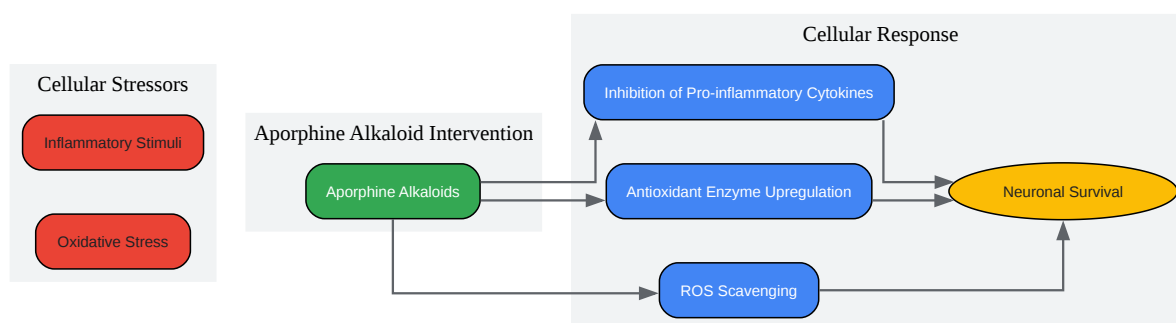 Cellular Stressors
Inflammatory Stimuli
Oxidative Stress
Aporphine Alkaloid Intervention
Aporphine Alkaloids
Cellular Response
Inhibition of Pro-inflammatory Cytokines
Antioxidant Enzyme Upregulation
ROS Scavenging
Neuronal Survival